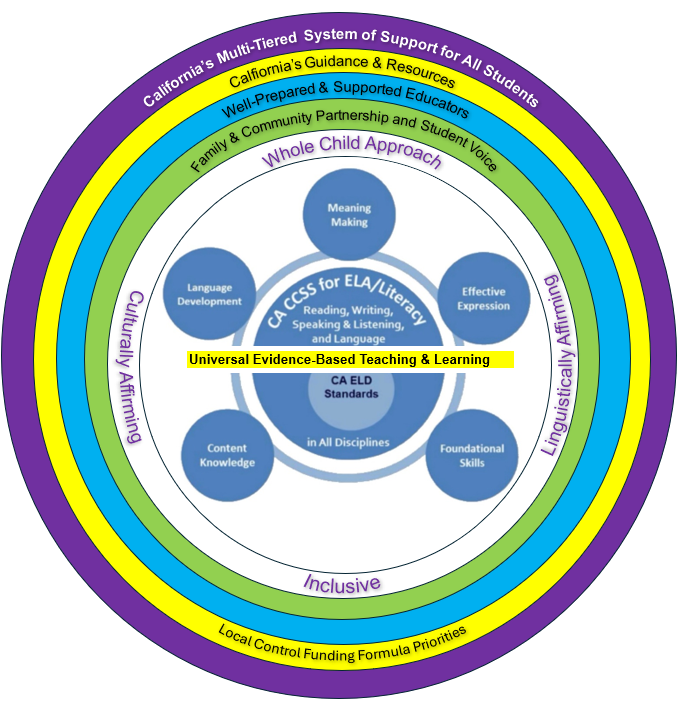 California's Multi-Tiered System of Support for All Students
Calfiornia's Guidance & Resources
Well-Prepared & Supported Educators
Family & Community Partnership and Student Voice
Whole Child Approach
Meaning
Making
Language
Development
Effective
Expression
CA CCSS for ELA/Literacy
Reading, Writing,
Speaking & Listening,
and Language
Culturally Affirming
Linguistically Affirming
Universal Evidence-Based Teaching & Learning
CA ELD
Standards
in All Disciplines
Content
Knowledge
Foundational
Skills
Inclusive
Local Control Funding Formula Priorities